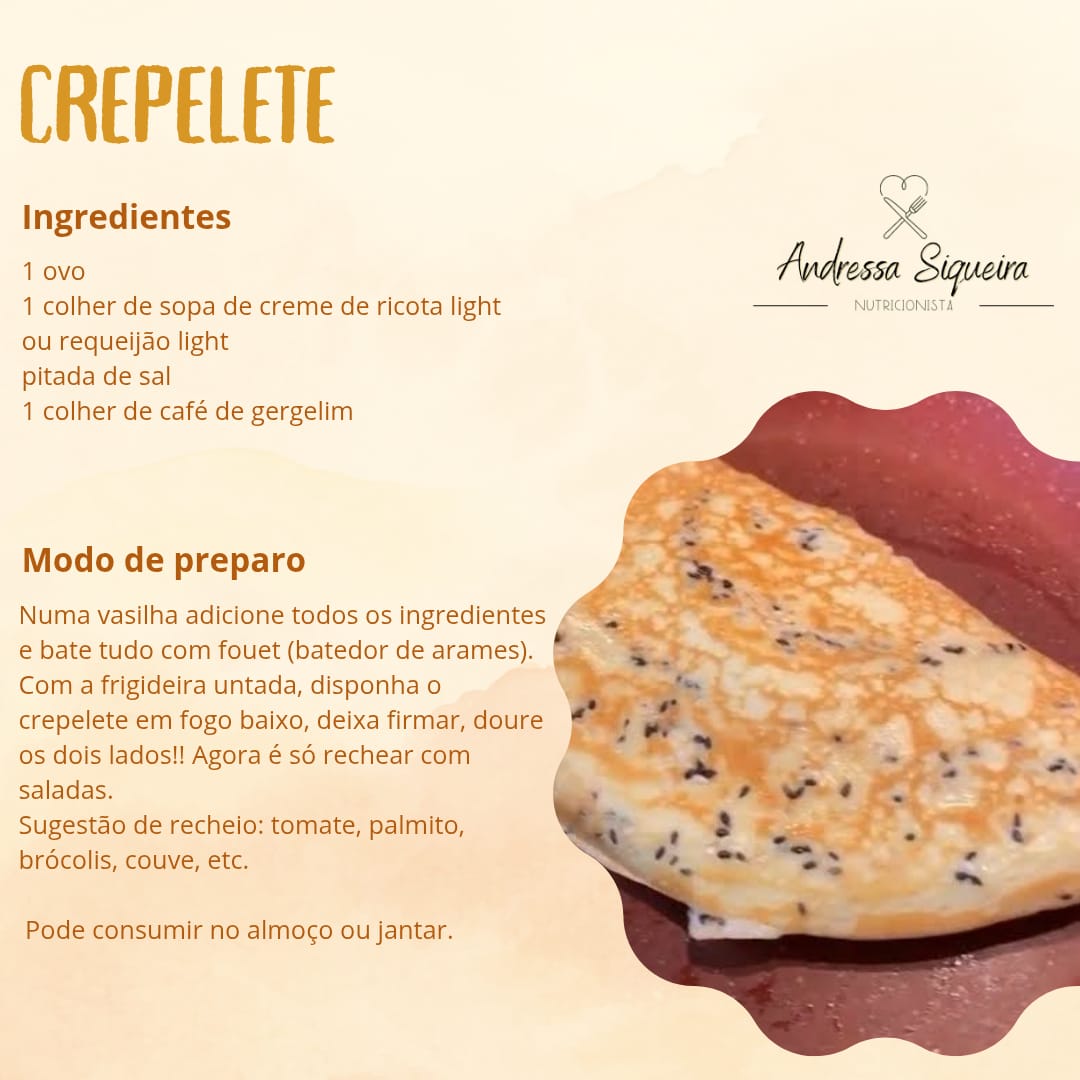 CREPELETE
Ingredientes
1 ovo
1 colher de sopa de creme de ricota light
ou requeijão light
pitada de sal
1 colher de café de gergelim
Andressa Siqueira
NUTRICIONISTA
Modo de preparo
Numa vasilha adicione todos os ingredientes
e bate tudo com fouet (batedor de arames).
Com a frigideira untada, disponha o
crepelete em fogo baixo, deixa firmar, doure
os dois lados!! Agora é só rechear com
saladas.
Sugestão de recheio: tomate, palmito,
brócolis, couve, etc.
Pode consumir no almoço ou jantar.